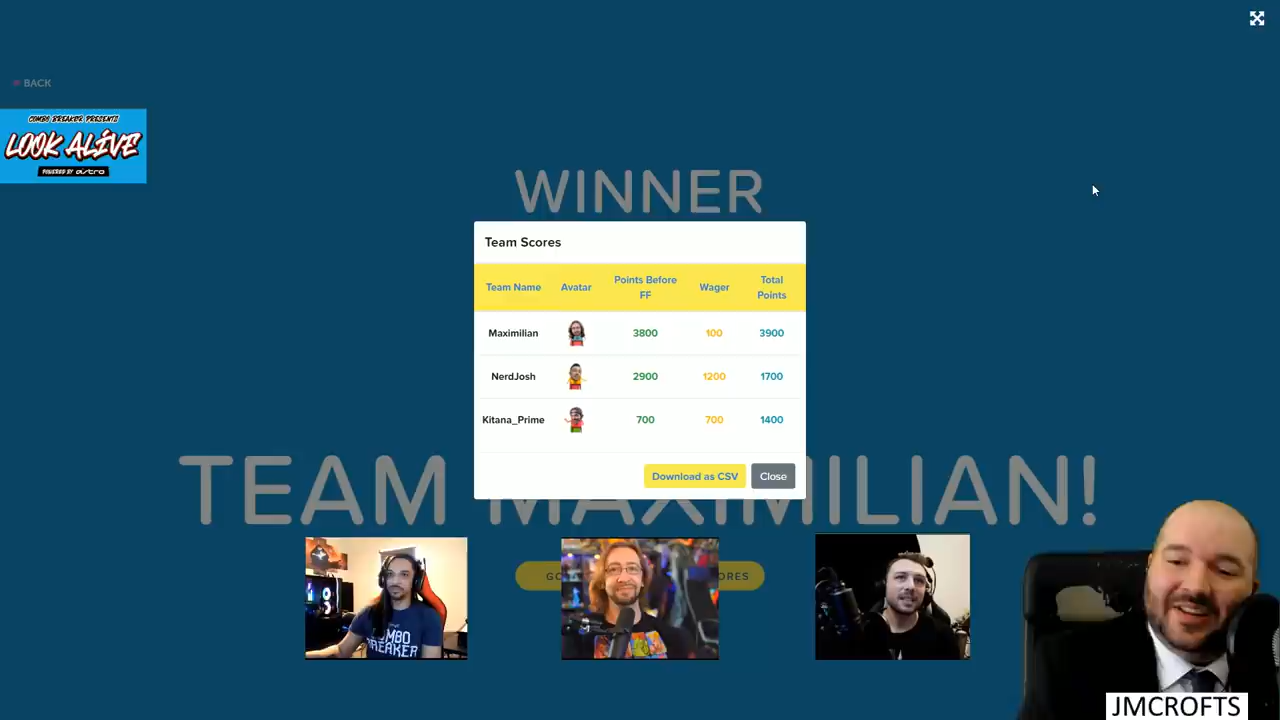 BACK
COMBO BREAKER PRESENTS
LOOK ALIVE
POWERED BY astro
WINNER
Team Scores
Team Name Avatar Points Before FF Wager Total Points
Maximilian 3800 100 3900
NerdJosh 2900 1200 1700
Kitana_Prime 700 700 1400
Download as CSV Close
TEAM MAXIMILIAN!
COMBO
BREAKER
JMCROFTS